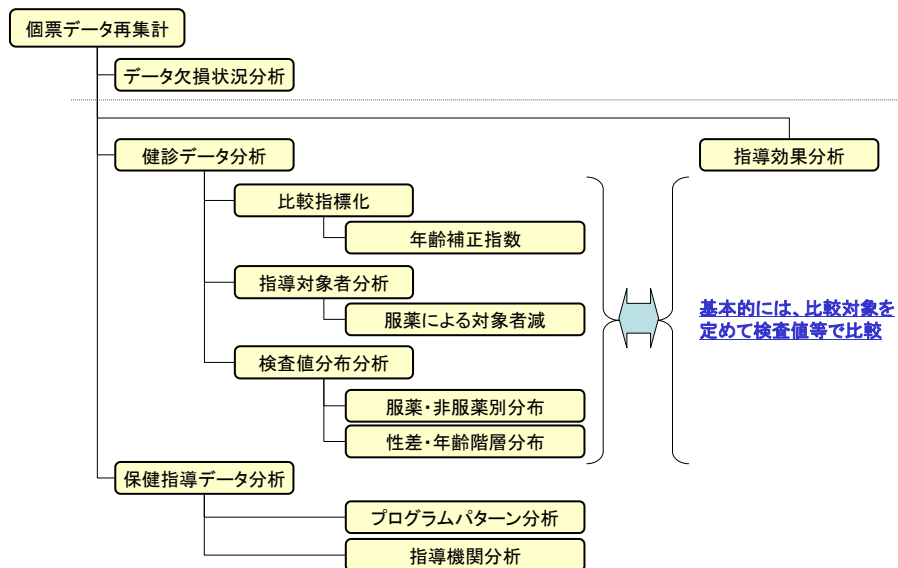 個票データ再集計
データ欠損状況分析
健診データ分析
指導効果分析
比較指標化
年齢補正指数
指導対象者分析
服薬による対象者減
基本的には、比較対象を
定めて検査値等で比較
検査値分布分析
服薬・非服薬別分布
性差・年齢階層分布
保健指導データ分析
プログラムパターン分析
指導機関分析